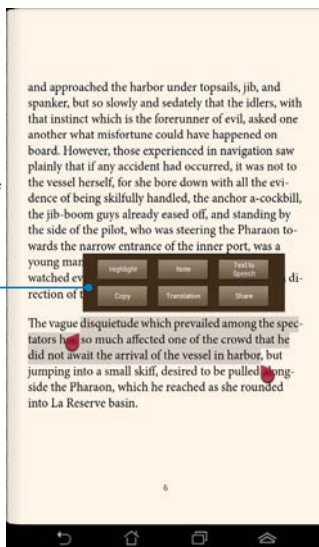 and approached the harbor under topsails, jib, and
spanker, but so slowly and sedately that the idlers, with
that instinct which is the forerunner of evil, asked one
another what misfortune could have happened on
board. However, those experienced in navigation saw
plainly that if any accident had occurred, it was not to
the vessel herself, for she bore down with all the evi-
dence of being skilfully handled, the anchor a-cockbill,
the jib-boom guys already eased off, and standing by
the side of the pilot, who was steering the Pharaon to-
wards the narrow entrance of the inner port, was a
young man
Highlight Note Text to Speech
watched di-
rection of
Copy Translation Share
The vague disquietude which prevailed among the spec-
tators had so much affected one of the crowd that he
did not await the arrival of the vessel in harbor, but
jumping into a small skiff, desired to be pulled along-
side the Pharaon, which he reached as she rounded
into La Reserve basin.
6